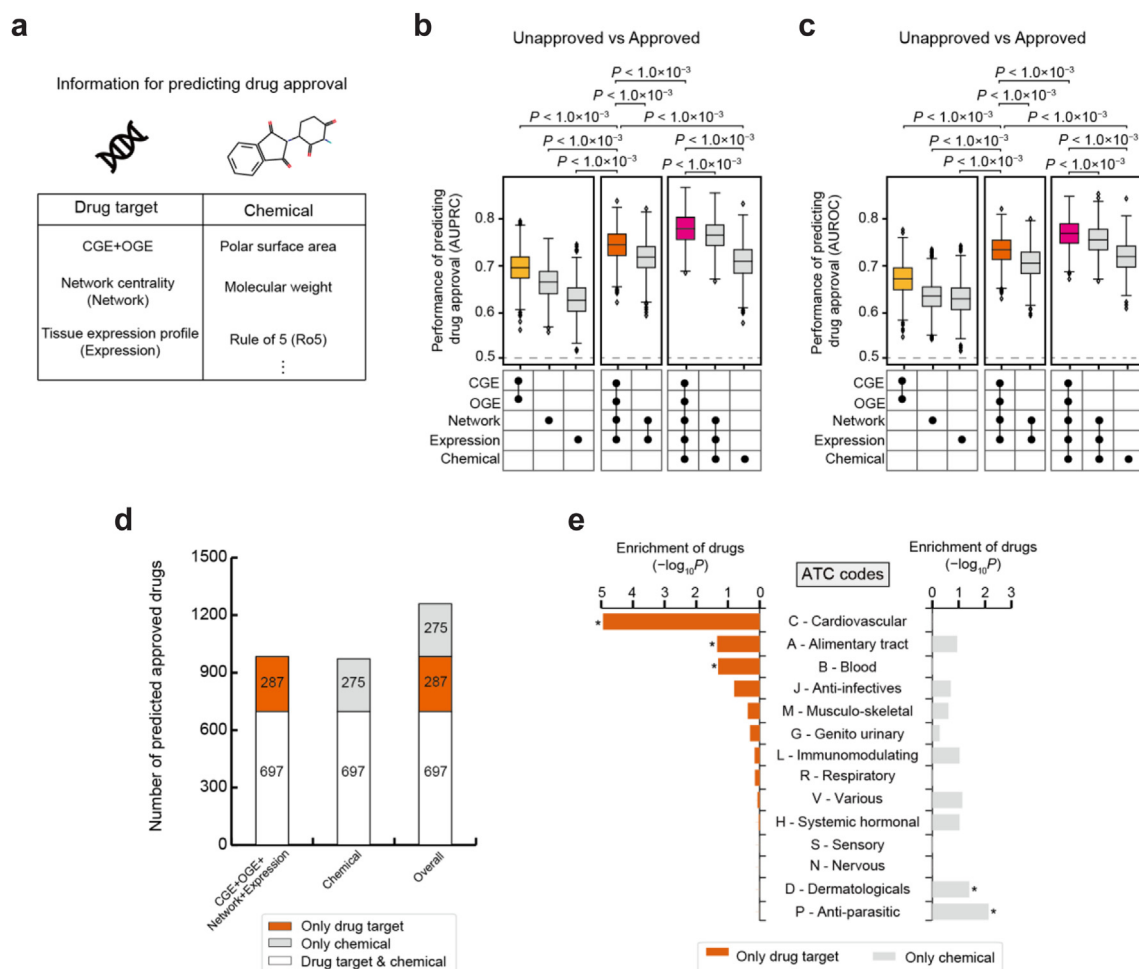 a
Information for predicting drug approval
Drug target
Chemical
CGE+OGE
Polar surface area
Network centrality
(Network)
Molecular weight
Tissue expression profile
(Expression)
Rule of 5 (Ro5)
⋮
b
Unapproved vs Approved
P < 1.0×10⁻³
P < 1.0×10⁻³
P < 1.0×10⁻³ P < 1.0×10⁻³
P < 1.0×10⁻³ P < 1.0×10⁻³
P < 1.0×10⁻³ P < 1.0×10⁻³
Performance of predicting
drug approval (AUPRC)
0.8
0.7
0.6
0.5
CGE
OGE
Network
Expression
Chemical
c
Unapproved vs Approved
P < 1.0×10⁻³
P < 1.0×10⁻³
P < 1.0×10⁻³ P < 1.0×10⁻³
P < 1.0×10⁻³ P < 1.0×10⁻³
P < 1.0×10⁻³ P < 1.0×10⁻³
Performance of predicting
drug approval (AUROC)
0.8
0.7
0.6
0.5
CGE
OGE
Network
Expression
Chemical
d
Number of predicted approved drugs
1500
1200
900
600
300
0
287
697
275
697
275
287
697
CGE+OGE+
Network+Expression
Chemical
Overall
Only drug target
Only chemical
Drug target & chemical
e
Enrichment of drugs
(−log₁₀P)
5 4 3 2 1 0
ATC codes
Enrichment of drugs
(−log₁₀P)
0 1 2 3
* C - Cardiovascular
* A - Alimentary tract
* B - Blood
J - Anti-infectives
M - Musculo-skeletal
G - Genito urinary
L - Immunomodulating
R - Respiratory
V - Various
H - Systemic hormonal
S - Sensory
N - Nervous
D - Dermatologicals *
P - Anti-parasitic *
Only drug target
Only chemical